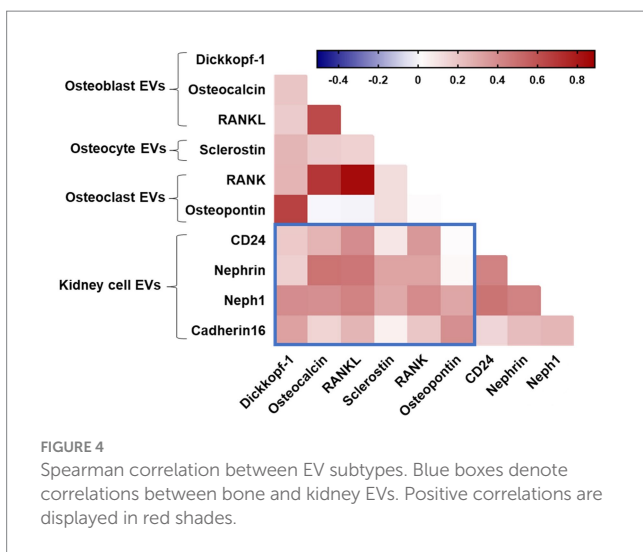 -0.4 -0.2 0 0.2 0.4 0.6 0.8
Dickkopf-1
Osteoblast EVs
Osteocalcin
RANKL
Osteocyte EVs
Sclerostin
RANK
Osteoclast EVs
Osteopontin
CD24
Nephrin
Kidney cell EVs
Neph1
Cadherin16
Dickkopf-1
Osteocalcin
RANKL
Sclerostin
RANK
Osteopontin
CD24
Nephrin
Neph1
FIGURE 4
Spearman correlation between EV subtypes. Blue boxes denote
correlations between bone and kidney EVs. Positive correlations are
displayed in red shades.